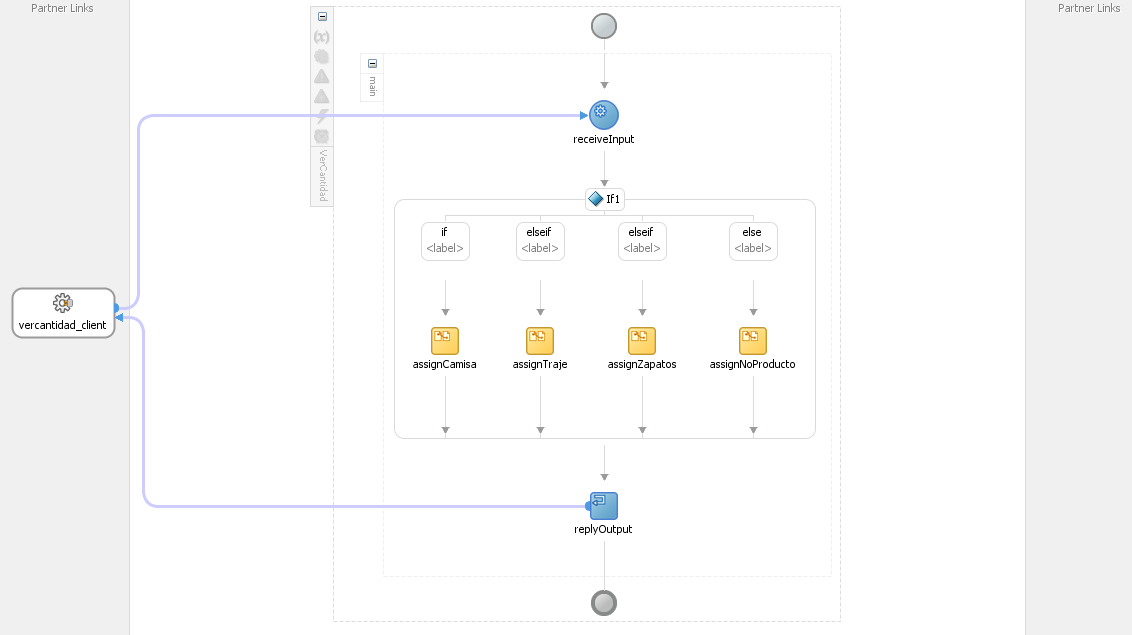 Partner Links
Partner Links
main
receiveInput
VerCantidad
If1
if
<label>
elseif
<label>
elseif
<label>
else
<label>
vercantidad_client
assignCamisa
assignTraje
assignZapatos
assignNoProducto
replyOutput